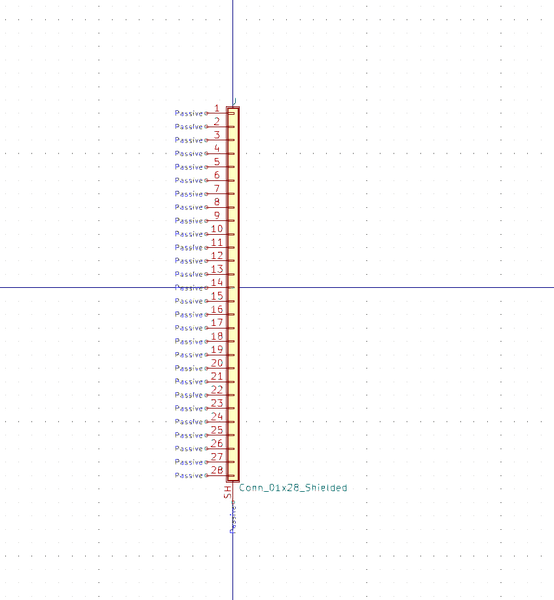 J
Passive 1
Passive 2
Passive 3
Passive 4
Passive 5
Passive 6
Passive 7
Passive 8
Passive 9
Passive 10
Passive 11
Passive 12
Passive 13
Passive 14
Passive 15
Passive 16
Passive 17
Passive 18
Passive 19
Passive 20
Passive 21
Passive 22
Passive 23
Passive 24
Passive 25
Passive 26
Passive 27
Passive 28
SH
Conn_01x28_Shielded
Passive